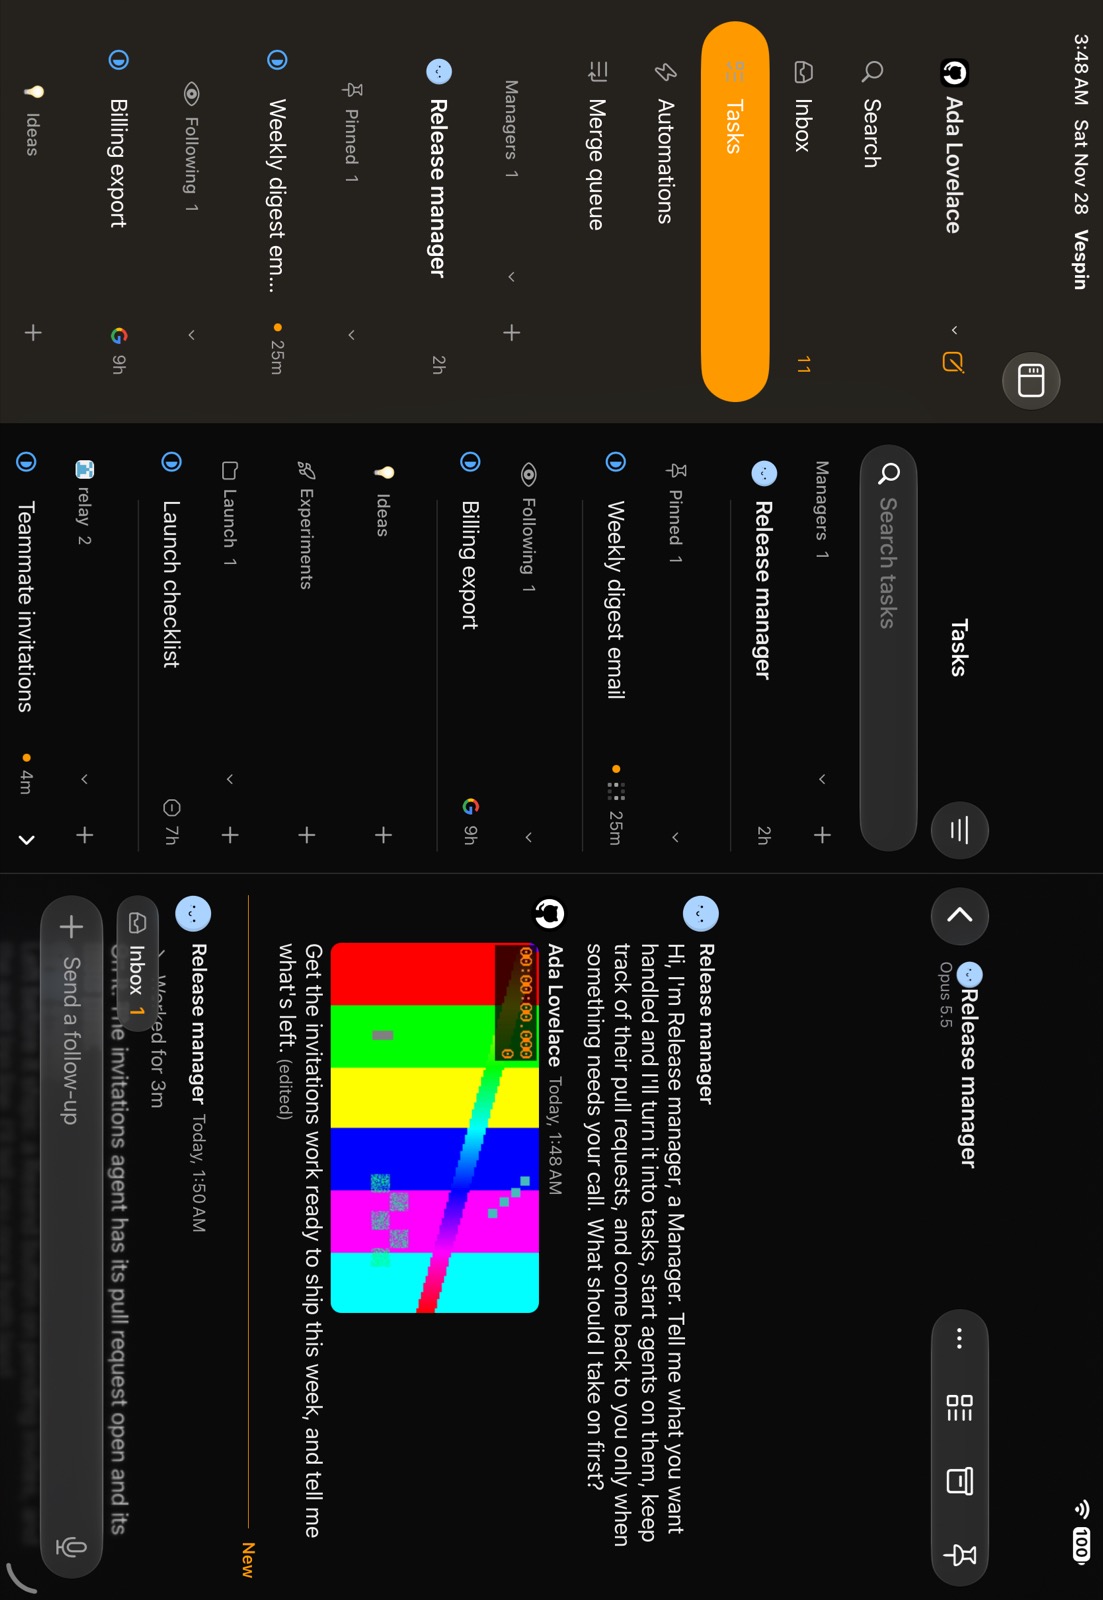 3:48 AM Sat Nov 28 Vespin
100
Ada Lovelace
Search
Inbox 11
Tasks
Automations
Merge queue
Managers 1
Release manager 2h
Pinned 1
Weekly digest em... 25m
Following 1
Billing export 9h
Ideas
Tasks
Search tasks
Managers 1
Release manager 2h
Pinned 1
Weekly digest email 25m
Following 1
Billing export 9h
Ideas
Experiments
Launch 1
Launch checklist 7h
relay 2
Teammate invitations 4m
Release manager
Opus 5.5
Release manager
Hi, I'm Release manager, a Manager. Tell me what you want
handled and I'll turn it into tasks, start agents on them, keep
track of their pull requests, and come back to you only when
something needs your call. What should I take on first?
Ada Lovelace Today, 1:48 AM
00:00:00.000
0
Get the invitations work ready to ship this week, and tell me
what's left. (edited)
New
Release manager Today, 1:50 AM
Worked for 3m
Inbox 1
On it. The invitations agent has its pull request open and its
Send a follow-up